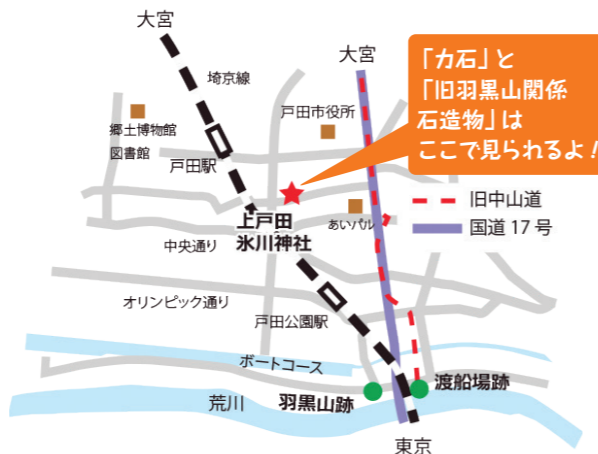 大宮
埼京線
大宮
「力石」と
「旧羽黒山関係
石造物」は
ここで見られるよ!
戸田市役所
郷土博物館
図書館
戸田駅
旧中山道
国道17号
あいパル
上戸田
氷川神社
中央通り
オリンピック通り
戸田公園駅
ボートコース
渡船場跡
羽黒山跡
荒川
東京